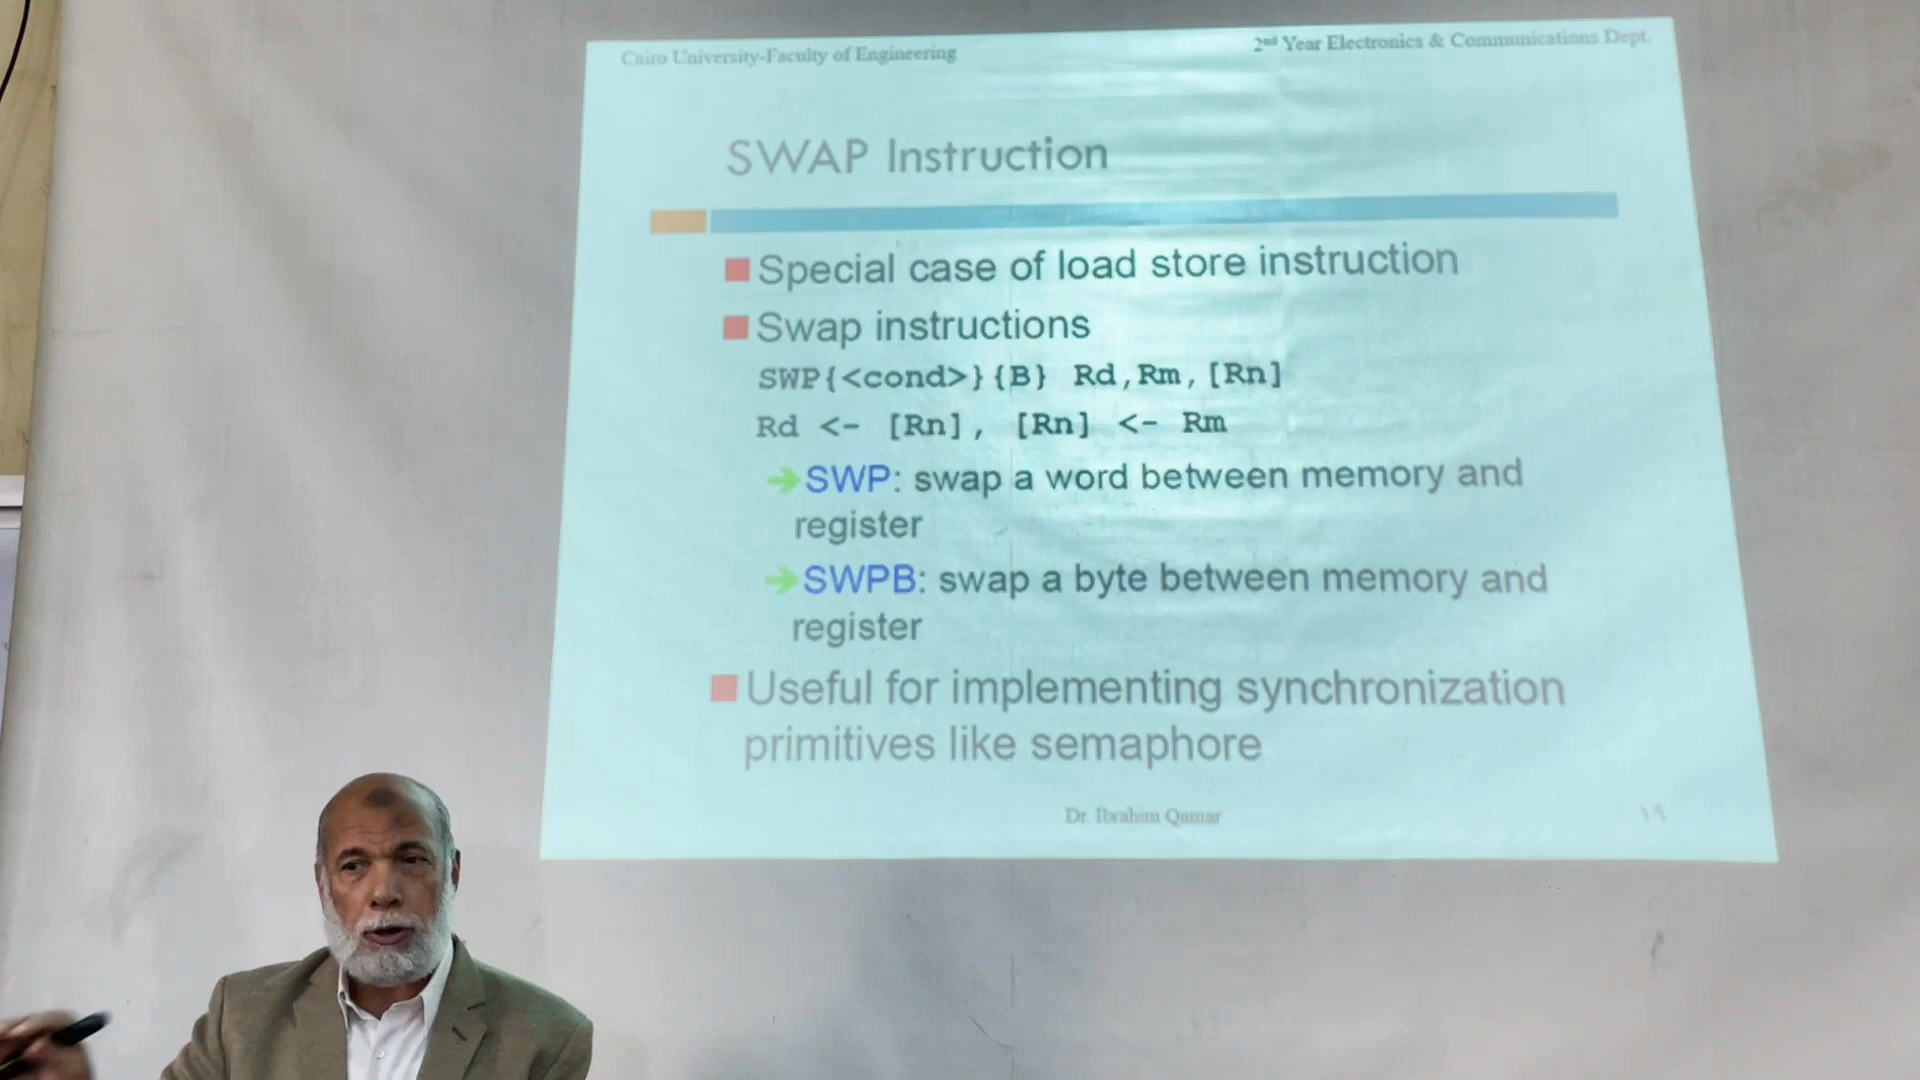 Cairo University-Faculty of Engineering
2nd Year Electronics & Communications Dept.
SWAP Instruction
Special case of load store instruction
Swap instructions
SWP{<cond>}{B} Rd,Rm,[Rn]
Rd <- [Rn], [Rn] <- Rm
SWP: swap a word between memory and
register
SWPB: swap a byte between memory and
register
Useful for implementing synchronization
primitives like semaphore
Dr. Ibrahim Qamar
١٩